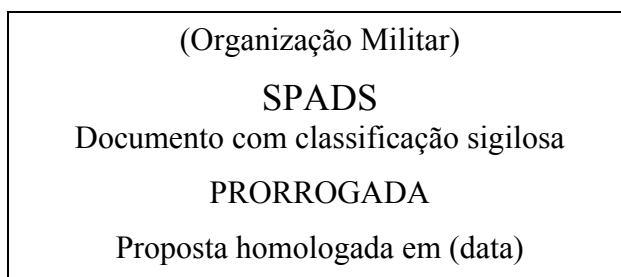 (Organização Militar)
SPADS
Documento com classificação sigilosa
PRORROGADA
Proposta homologada em (data)